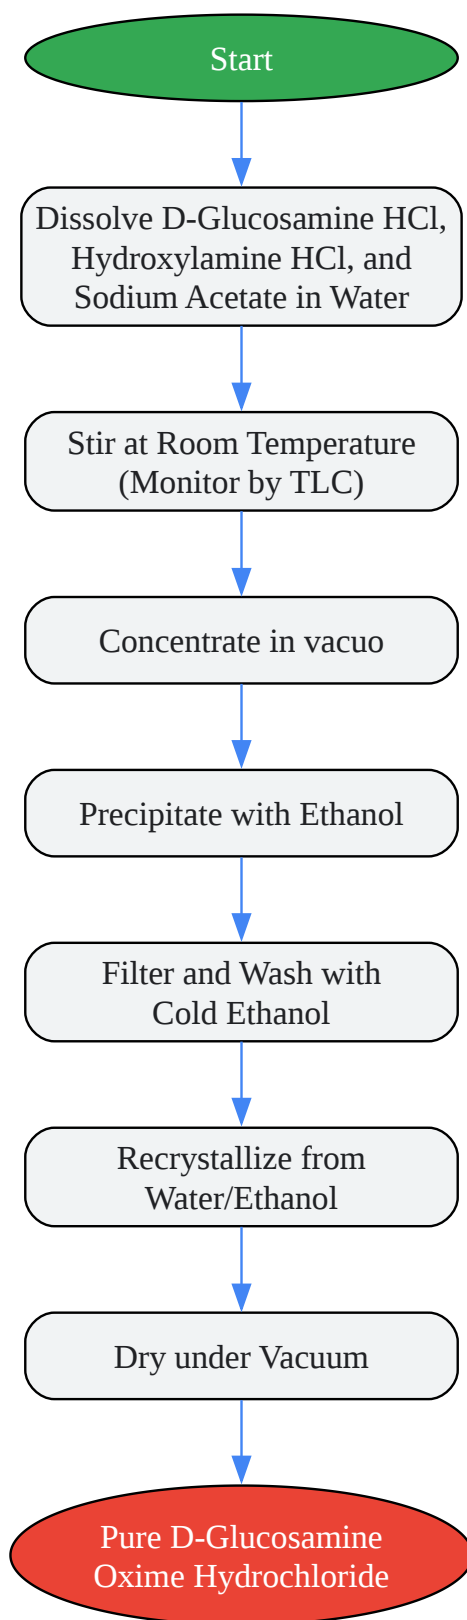 Start
Dissolve D-Glucosamine HCl,
Hydroxylamine HCl, and
Sodium Acetate in Water
Stir at Room Temperature
(Monitor by TLC)
Concentrate in vacuo
Precipitate with Ethanol
Filter and Wash with
Cold Ethanol
Recrystallize from
Water/Ethanol
Dry under Vacuum
Pure D-Glucosamine
Oxime Hydrochloride